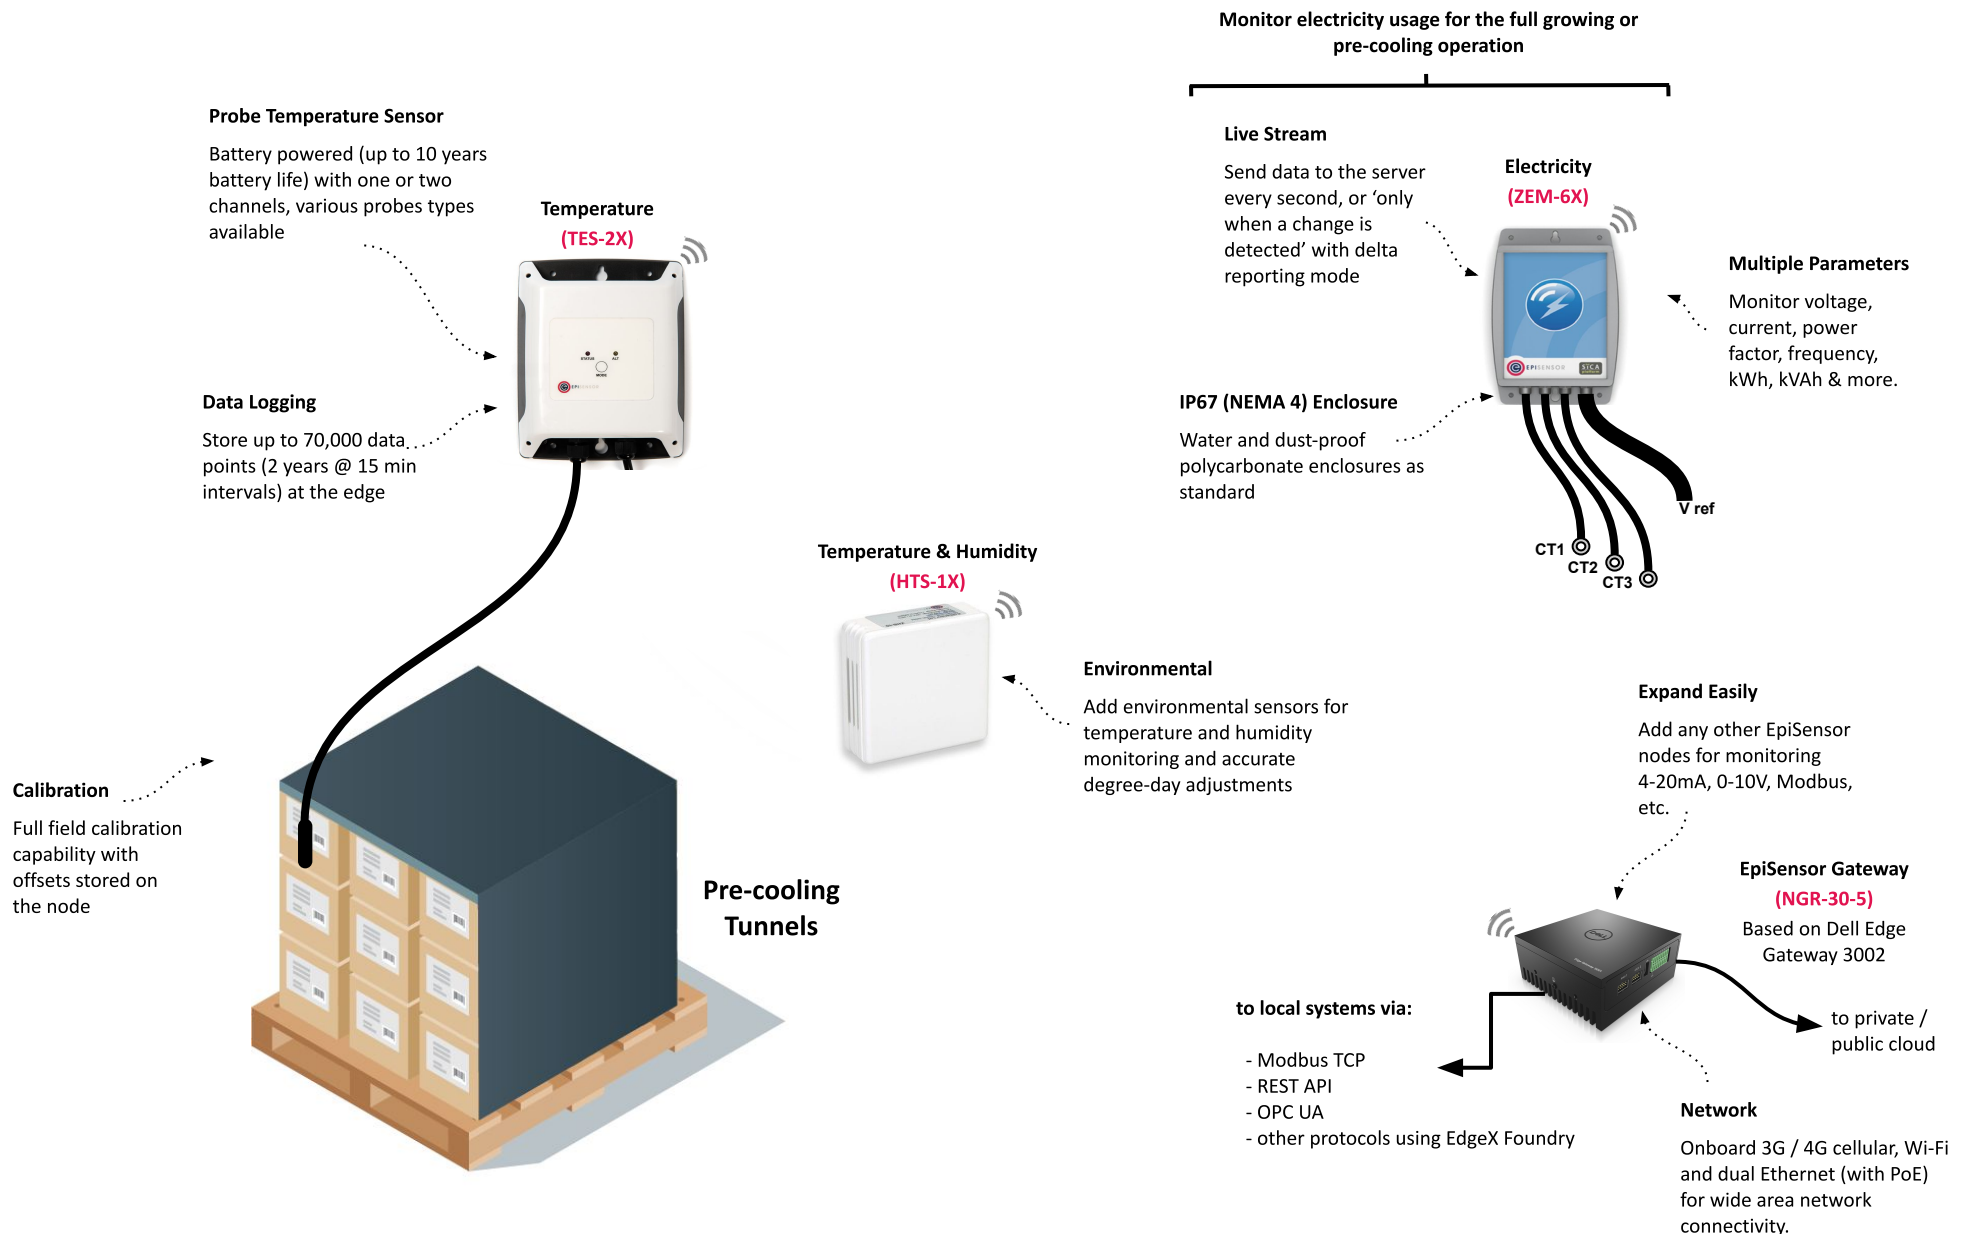 Monitor electricity usage for the full growing or
pre-cooling operation
Probe Temperature Sensor
Battery powered (up to 10 years
battery life) with one or two
channels, various probes types
available
Temperature
(TES-2X)
STATUS
ALT
MODE
EPISENSOR
Data Logging
Store up to 70,000 data
points (2 years @ 15 min
intervals) at the edge
Live Stream
Send data to the server
every second, or ‘only
when a change is
detected’ with delta
reporting mode
Electricity
(ZEM-6X)
EPISENSOR
SiCA
Multiple Parameters
Monitor voltage,
current, power
factor, frequency,
kWh, kVAh & more.
IP67 (NEMA 4) Enclosure
Water and dust-proof
polycarbonate enclosures as
standard
V ref
CT1
CT2
CT3
Temperature & Humidity
(HTS-1X)
Environmental
Add environmental sensors for
temperature and humidity
monitoring and accurate
degree-day adjustments
Calibration
Full field calibration
capability with
offsets stored on
the node
Pre-cooling
Tunnels
Expand Easily
Add any other EpiSensor
nodes for monitoring
4-20mA, 0-10V, Modbus,
etc.
EpiSensor Gateway
(NGR-30-5)
Based on Dell Edge
Gateway 3002
DELL
to local systems via:
- Modbus TCP
- REST API
- OPC UA
- other protocols using EdgeX Foundry
to private /
public cloud
Network
Onboard 3G / 4G cellular, Wi-Fi
and dual Ethernet (with PoE)
for wide area network
connectivity.